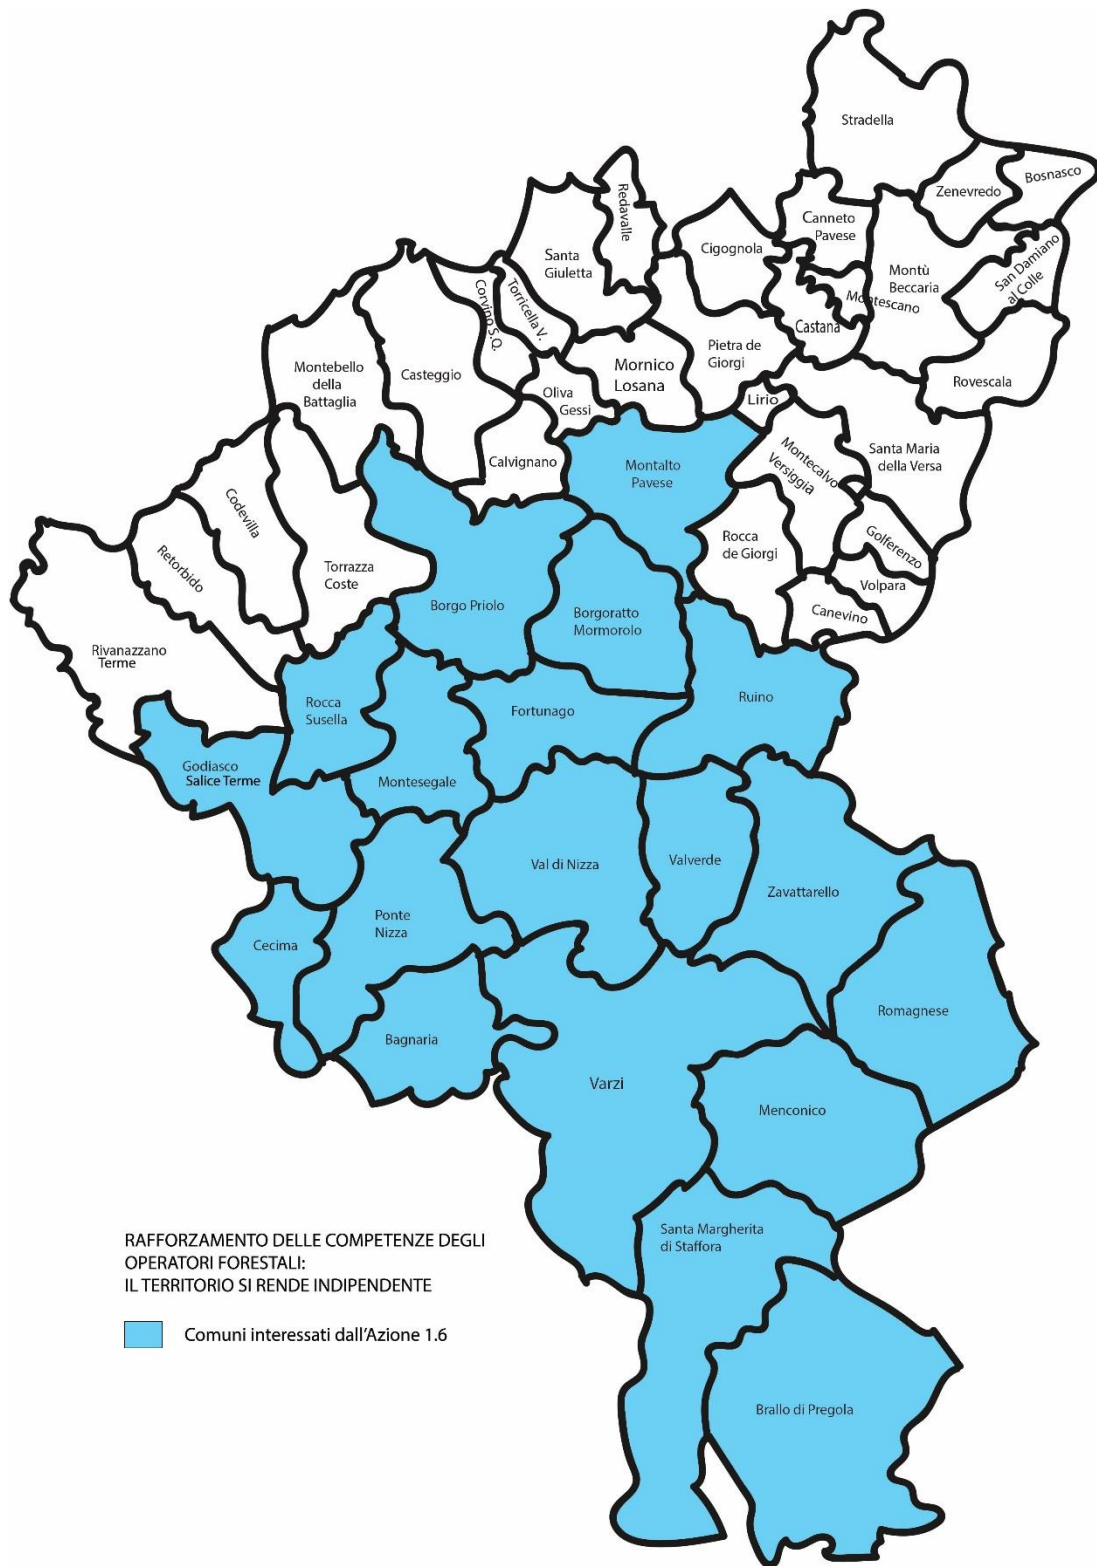 Stradella
Zenevredo
Bosnasco
Redavalle
Canneto
Pavese
Cigognola
Santa
Giuletta
Montù
Beccaria
San Damiano
al Colle
Montescano
Castana
Corvino S.Q.
Torricella V.
Pietra de
Giorgi
Mornico
Losana
Montebello
della
Battaglia
Casteggio
Rovescala
Oliva
Gessi
Lirio
Calvignano
Montalto
Pavese
Montecalvo
Versiggia
Santa Maria
della Versa
Codevilla
Retorbido
Torrazza
Coste
Rocca
de Giorgi
Golferenzo
Volpara
Canevino
Borgo Priolo
Borgoratto
Mormorolo
Rivanazzano
Terme
Rocca
Susella
Fortunago
Ruino
Godiasco
Salice Terme
Montesegale
Val di Nizza
Valverde
Zavattarello
Ponte
Nizza
Cecima
Romagnese
Bagnaria
Varzi
Menconico
Santa Margherita
di Staffora
RAFFORZAMENTO DELLE COMPETENZE DEGLI
OPERATORI FORESTALI:
IL TERRITORIO SI RENDE INDIPENDENTE
Comuni interessati dall'Azione 1.6
Brallo di Pregola